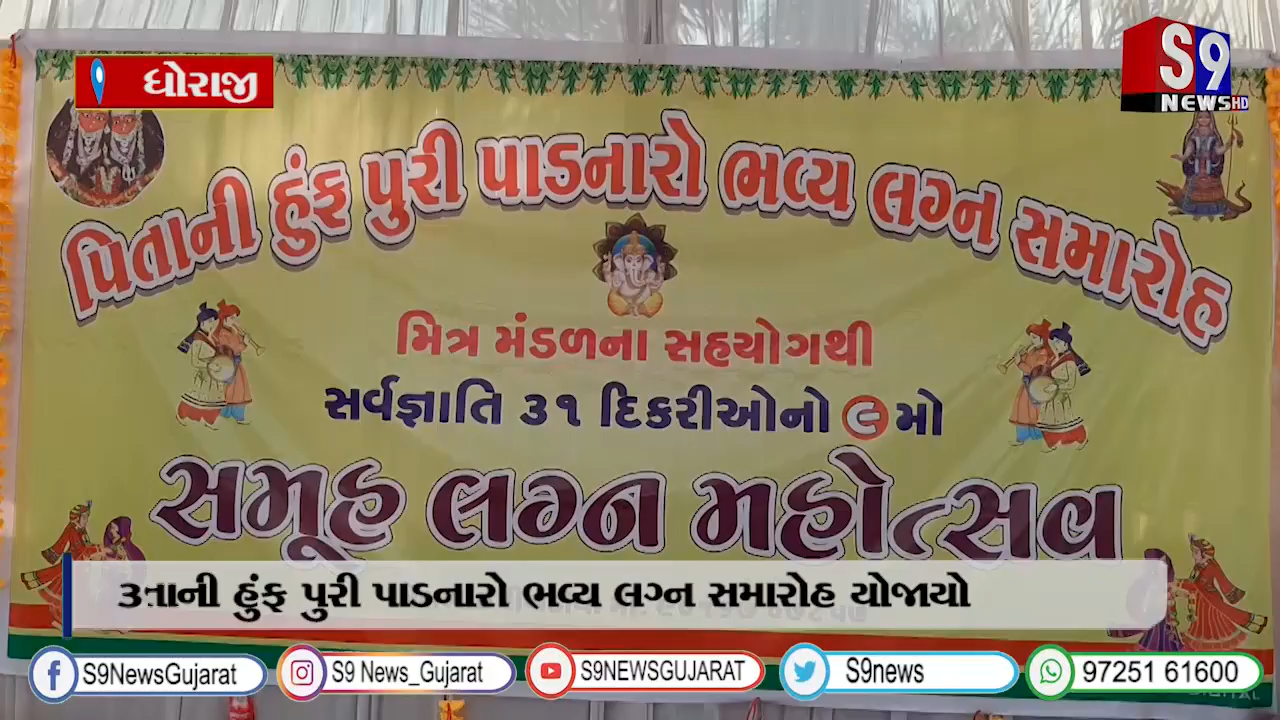 ધોરાજી
S9
NEWS HD
પિતાની હુંફ પુરી પાડનારો ભવ્ય લગ્ન સમારોહ
મિત્ર મંડળના સહયોગથી
સર્વજ્ઞાતિ ૩૧ દિકરીઓનો ૯ મો
સમૂહ લગ્ન મહોત્સવ
હુંફ પુરી પાડનારો ભવ્ય લગ્ન સમારોહ યોજાયો
S9NewsGujarat
S9 News_Gujarat
S9NEWSGUJARAT
S9news
97251 61600